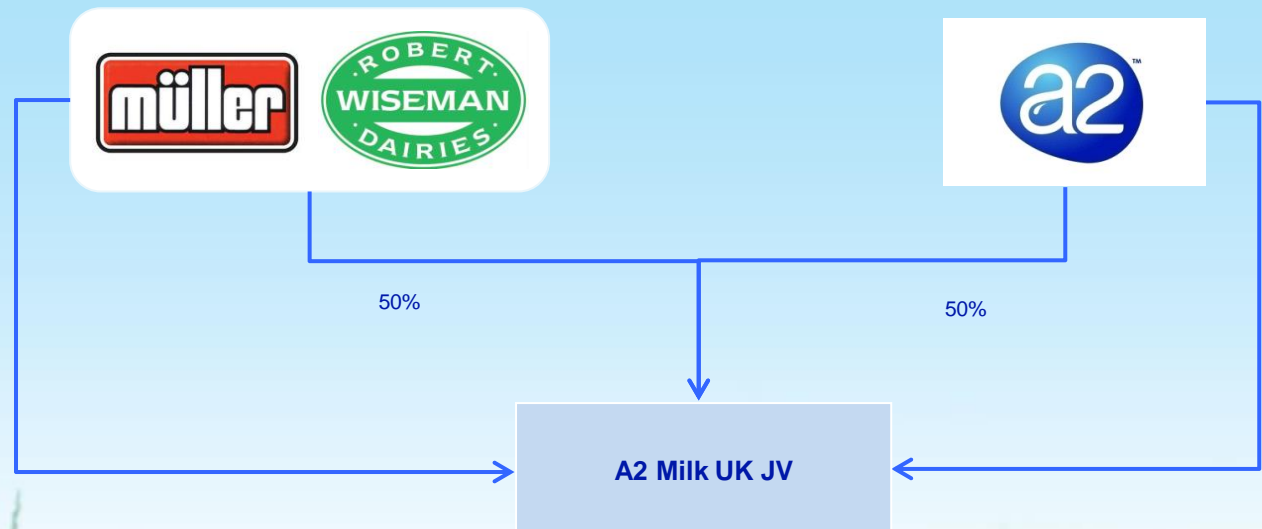 müller
ROBERT
WISEMAN
DAIRIES
a2
TM
50%
50%
A2 Milk UK JV